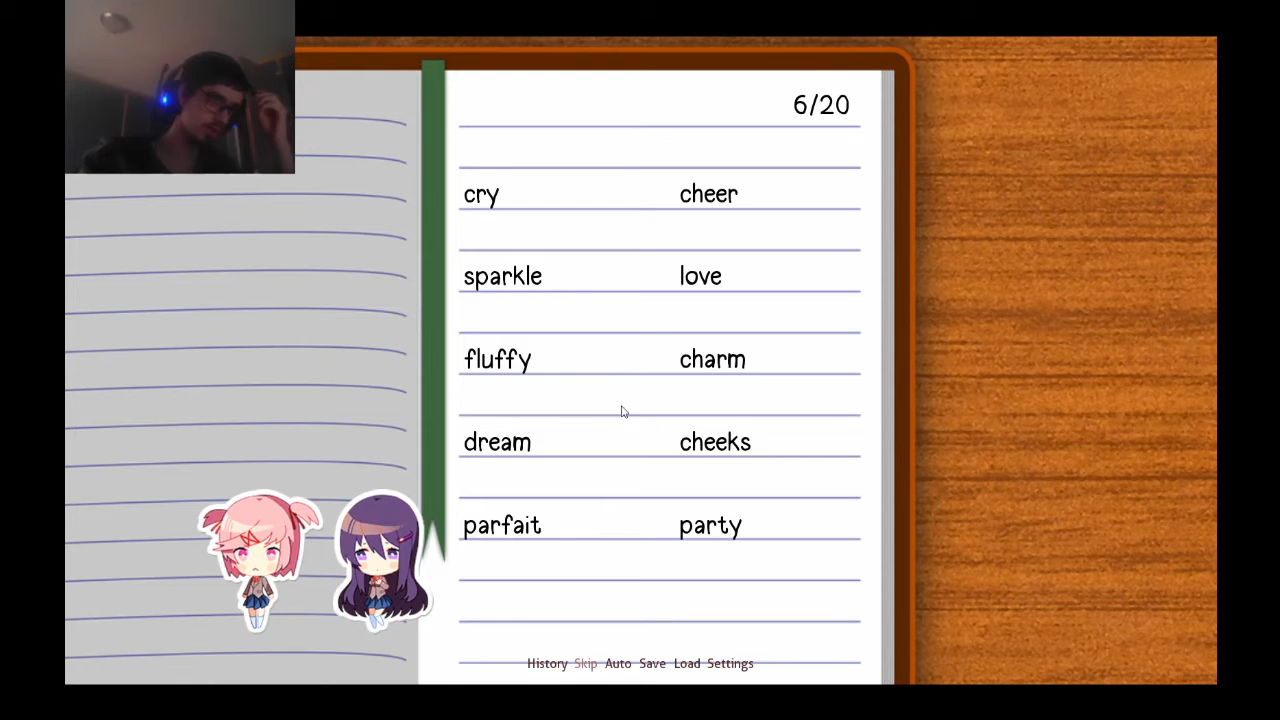 6/20
cry cheer
sparkle love
fluffy charm
dream cheeks
parfait party
History Skip Auto Save Load Settings